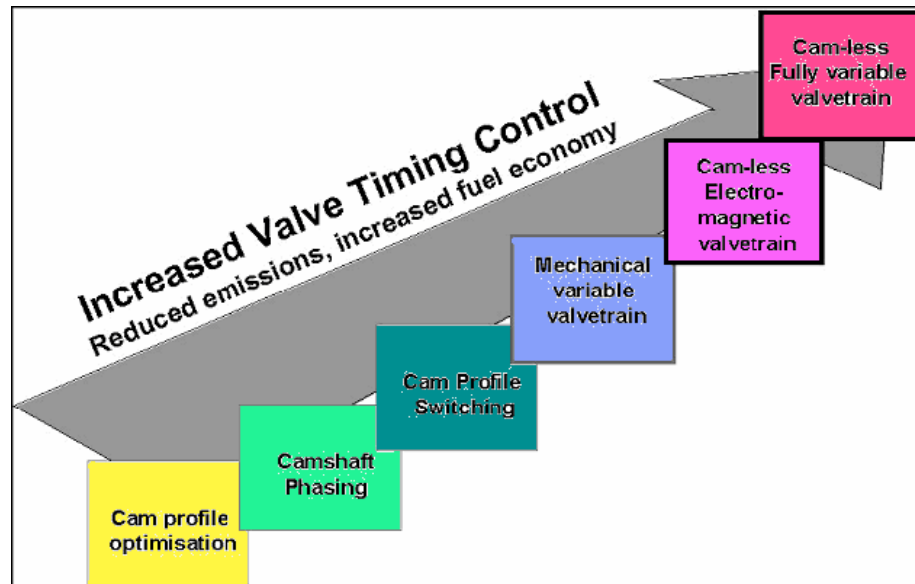 Increased Valve Timing Control
Reduced emissions, increased fuel economy
Cam profile
optimisation
Camshaft
Phasing
Cam Profile
Switching
Mechanical
variable
valvetrain
Cam-less
Electro-
magnetic
valvetrain
Cam-less
Fully variable
valvetrain